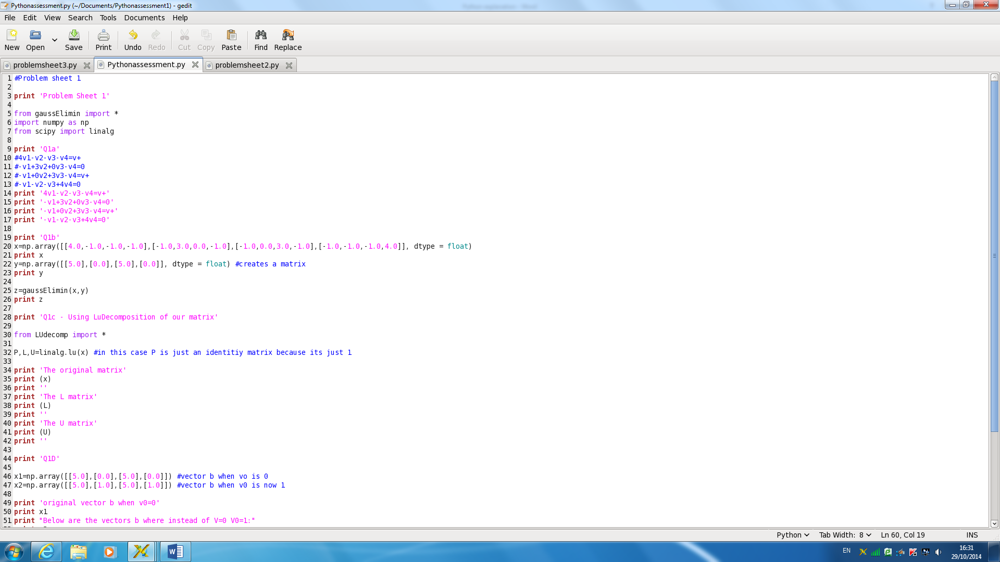 Pythonassessment.py (~/Documents/Pythonassessment1) - gedit
File Edit View Search Tools Documents Help
New Open Save Print Undo Redo Cut Copy Paste Find Replace
problemsheet3.py Pythonassessment.py problemsheet2.py
1 #Problem sheet 1
2
3 print 'Problem Sheet 1'
4
5 from gaussElimin import *
6 import numpy as np
7 from scipy import linalg
8
9 print 'Q1a'
10 #4v1-v2-v3-v4=v+
11 #-v1+3v2+0v3-v4=0
12 #-v1+0v2+3v3-v4=v+
13 #-v1-v2-v3+4v4=0
14 print '4v1-v2-v3-v4=v+'
15 print '-v1+3v2+0v3-v4=0'
16 print '-v1+0v2+3v3-v4=v+'
17 print '-v1-v2-v3+4v4=0'
18
19 print 'Q1b'
20 x=np.array([[4.0,-1.0,-1.0,-1.0],[-1.0,3.0,0.0,-1.0],[-1.0,0.0,3.0,-1.0],[-1.0,-1.0,-1.0,4.0]], dtype = float)
21 print x
22 y=np.array([[5.0],[0.0],[5.0],[0.0]], dtype = float) #creates a matrix
23 print y
24
25 z=gaussElimin(x,y)
26 print z
27
28 print 'Q1c - Using LuDecomposition of our matrix'
29
30 from LUdecomp import *
31
32 P,L,U=linalg.lu(x) #in this case P is just an identitiy matrix because its just 1
33
34 print 'The original matrix'
35 print (x)
36 print ''
37 print 'The L matrix'
38 print (L)
39 print ''
40 print 'The U matrix'
41 print (U)
42 print ''
43
44 print 'Q1D'
45
46 x1=np.array([[5.0],[0.0],[5.0],[0.0]]) #vector b when vo is 0
47 x2=np.array([[5.0],[1.0],[5.0],[1.0]]) #vector b when v0 is now 1
48
49 print 'original vector b when v0=0'
50 print x1
51 print "Below are the vectors b where instead of V=0 V0=1:"
Python Tab Width: 8 Ln 60, Col 19 INS
EN 16:31
29/10/2014